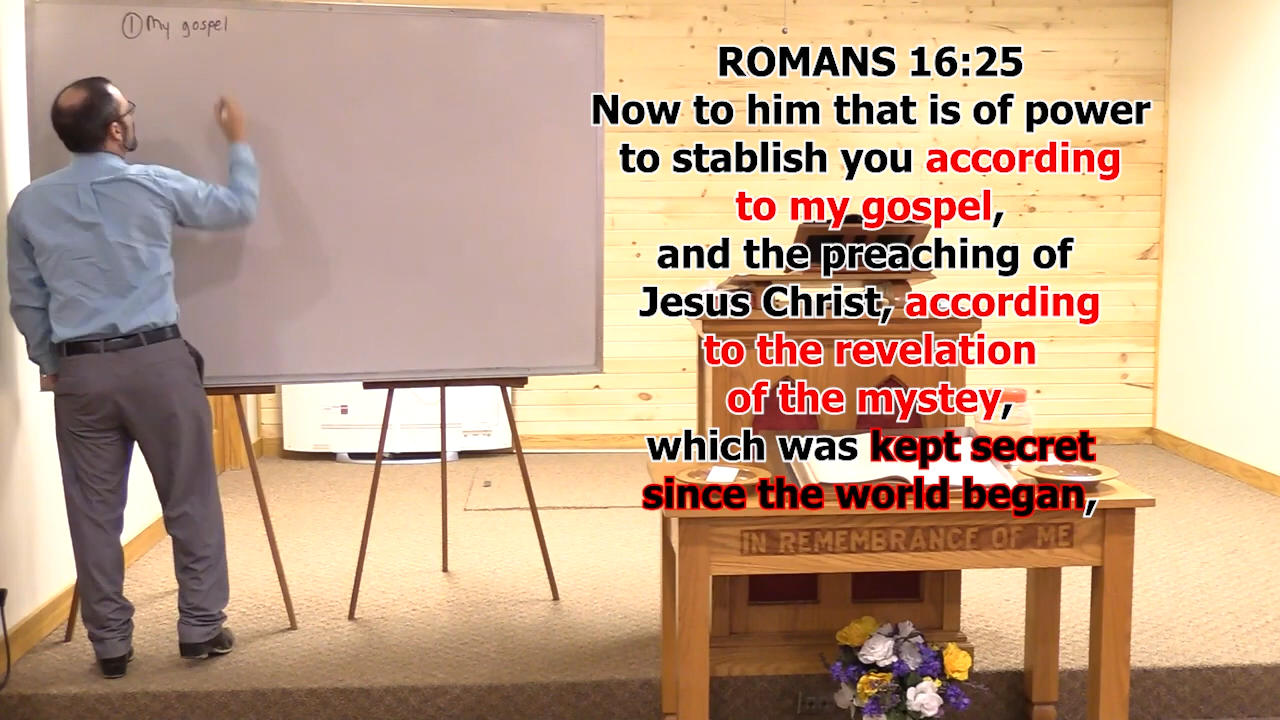 ① My gospel
ROMANS 16:25
Now to him that is of power
to stablish you according
to my gospel,
and the preaching of
Jesus Christ, according
to the revelation
of the mystey,
which was kept secret
since the world began,
IN REMEMBRANCE OF ME